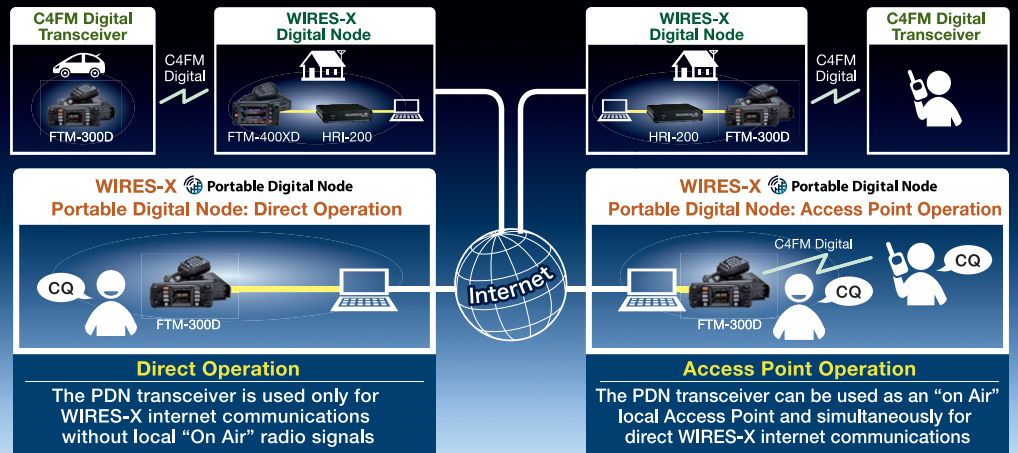 C4FM Digital
Transceiver
C4FM
Digital
FTM-300D
WIRES-X
Digital Node
FTM-400XD
HRI-200
WIRES-X
Digital Node
HRI-200
FTM-300D
C4FM
Digital
C4FM Digital
Transceiver
WIRES-X Portable Digital Node
Portable Digital Node: Direct Operation
CQ
FTM-300D
Internet
WIRES-X Portable Digital Node
Portable Digital Node: Access Point Operation
C4FM Digital
CQ
CQ
FTM-300D
Direct Operation
The PDN transceiver is used only for
WIRES-X internet communications
without local “On Air” radio signals
Access Point Operation
The PDN transceiver can be used as an “on Air”
local Access Point and simultaneously for
direct WIRES-X internet communications